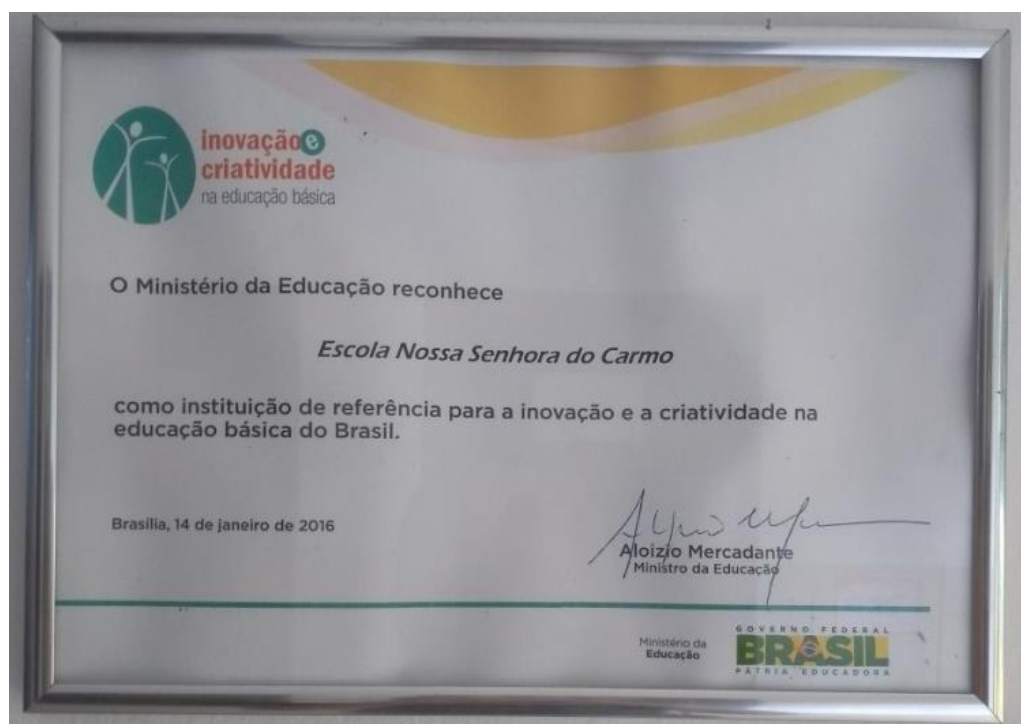 inovação e
criatividade
na educação básica
O Ministério da Educação reconhece
Escola Nossa Senhora do Carmo
como instituição de referência para a inovação e a criatividade na
educação básica do Brasil.
Brasília, 14 de janeiro de 2016
Aloizio Mercadante
Ministro da Educação
Ministério da
Educação
GOVERNO FEDERAL
BRASIL
PÁTRIA EDUCADORA